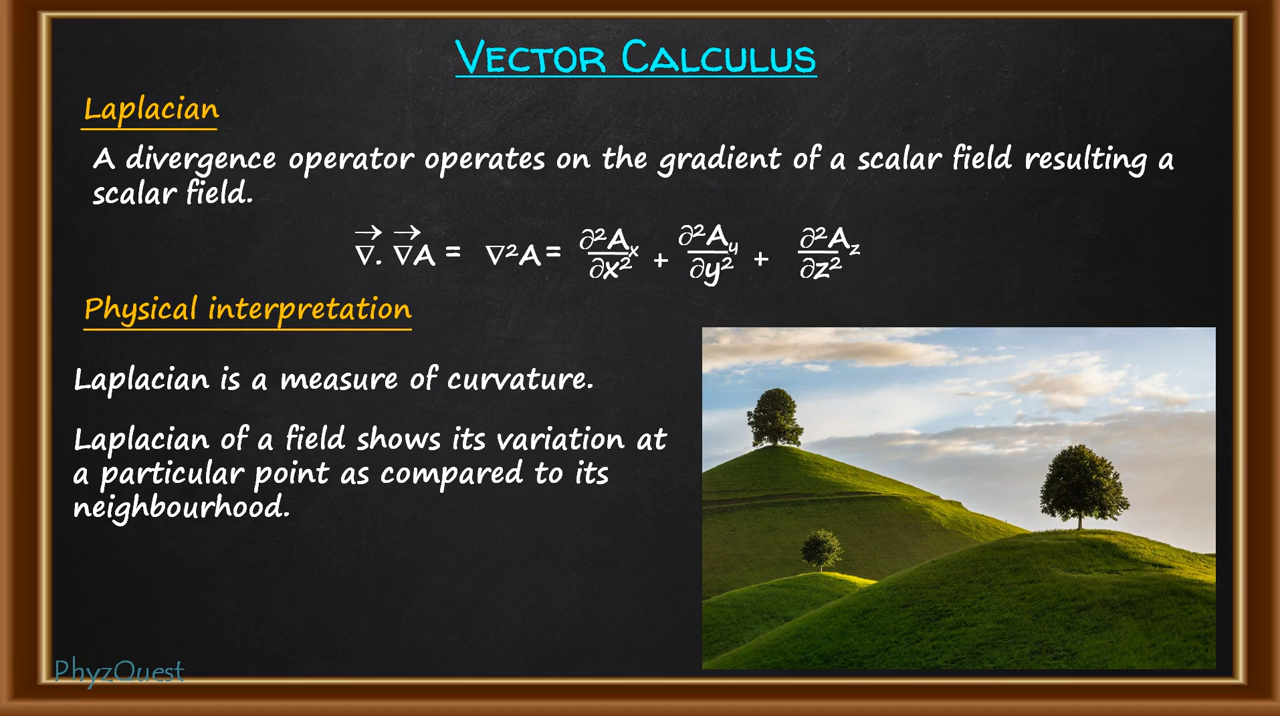 VECTOR CALCULUS
Laplacian
A divergence operator operates on the gradient of a scalar field resulting a
scalar field.
∇⃗. ∇⃗A = ∇²A = ∂²Aₓ/∂x² + ∂²A_y/∂y² + ∂²A_z/∂z²
Physical interpretation
Laplacian is a measure of curvature.
Laplacian of a field shows its variation at
a particular point as compared to its
neighbourhood.
PhyzQuest